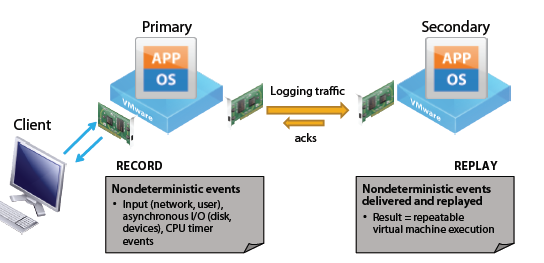 Primary
Secondary
APP
OS
VMware
APP
OS
VMware
Logging traffic
acks
Client
RECORD
REPLAY
Nondeterministic events
• Input (network, user),
asynchronous I/O (disk,
devices), CPU timer
events
Nondeterministic events
delivered and replayed
• Result = repeatable
virtual machine execution